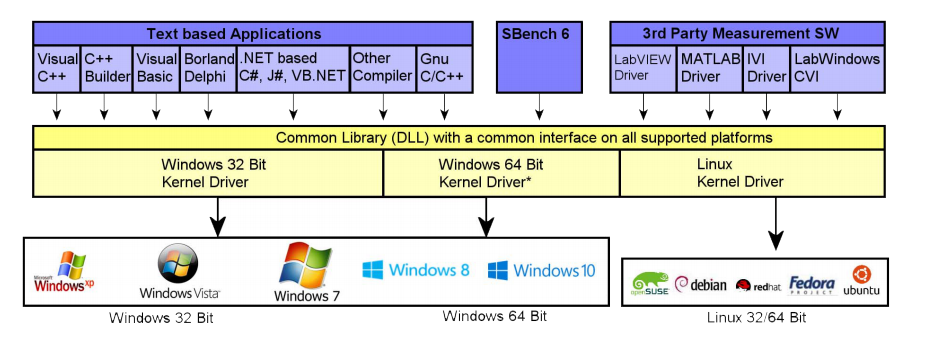 Text based Applications
SBench 6
3rd Party Measurement SW
Visual
C++
C++
Builder
Visual
Basic
Borland
Delphi
.NET based
C#, J#, VB.NET
Other
Compiler
Gnu
C/C++
LabVIEW
Driver
MATLAB
Driver
IVI
Driver
LabWindows
CVI
Common Library (DLL) with a common interface on all supported platforms
Windows 32 Bit
Kernel Driver
Windows 64 Bit
Kernel Driver*
Linux
Kernel Driver
Microsoft
Windows xp
Windows Vista
Windows 7
Windows 8
Windows 10
openSUSE
debian
redhat
Fedora
PROJECT
ubuntu
Windows 32 Bit
Windows 64 Bit
Linux 32/64 Bit